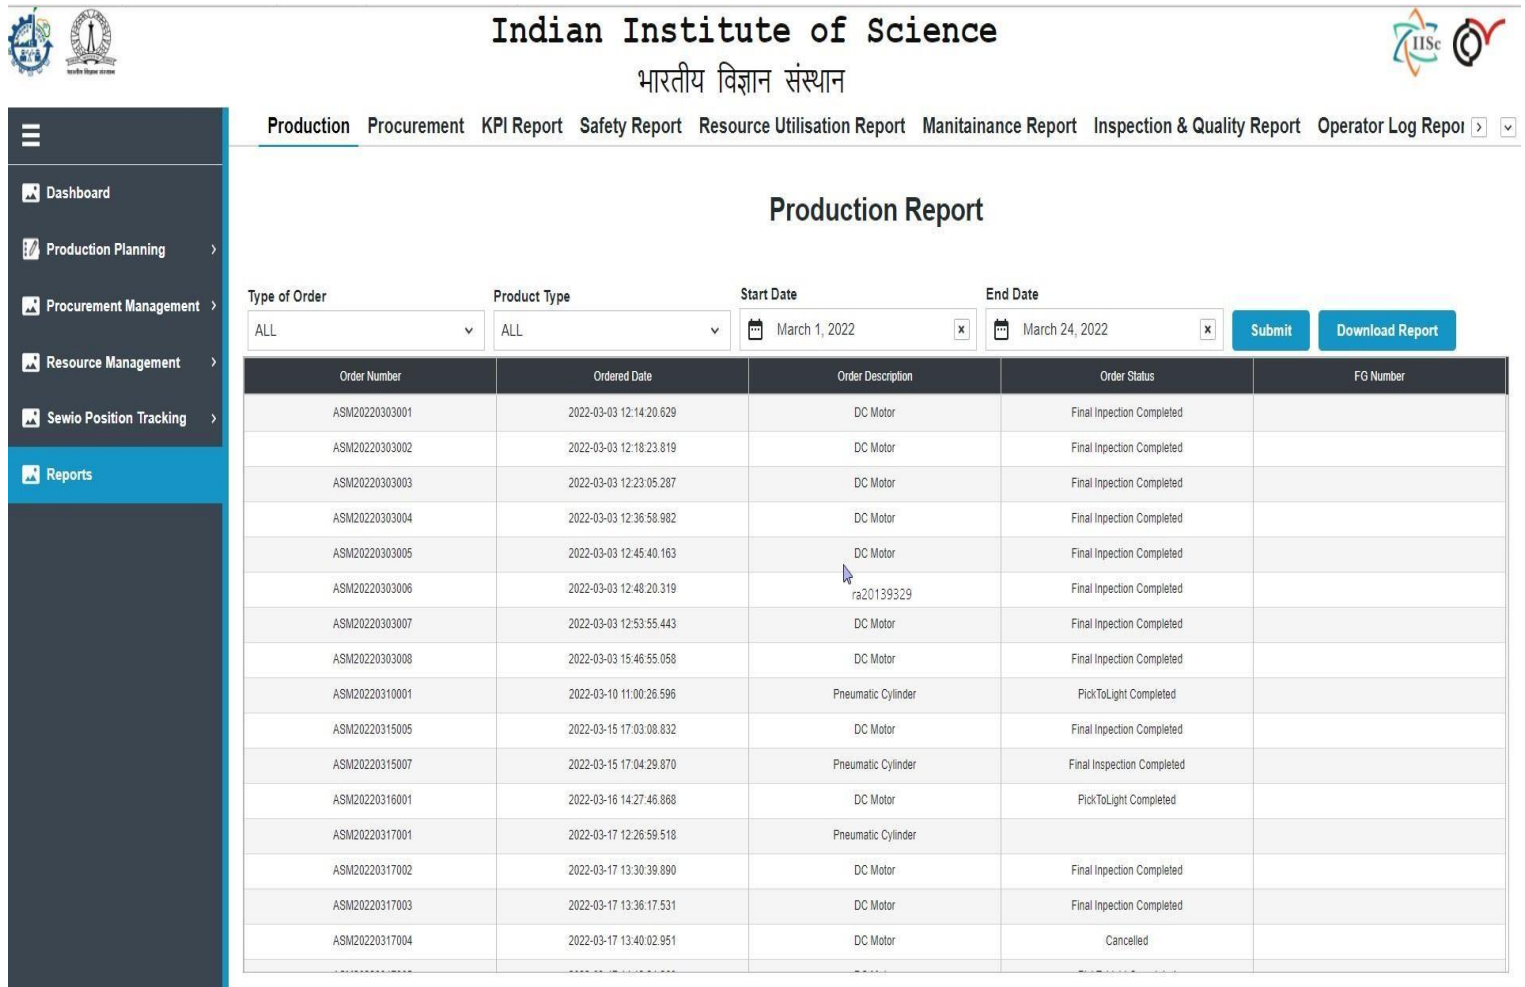 Indian Institute of Science
भारतीय विज्ञान संस्थान
IISc
Production Procurement KPI Report Safety Report Resource Utilisation Report Manitainance Report Inspection & Quality Report Operator Log Repor
Dashboard
Production Planning
Procurement Management
Resource Management
Sewio Position Tracking
Reports
Production Report
Type of Order Product Type Start Date End Date
ALL ALL March 1, 2022 March 24, 2022 Submit Download Report
Order Number Ordered Date Order Description Order Status FG Number
ASM20220303001 2022-03-03 12:14:20.629 DC Motor Final Inpection Completed
ASM20220303002 2022-03-03 12:18:23.819 DC Motor Final Inpection Completed
ASM20220303003 2022-03-03 12:23:05.287 DC Motor Final Inpection Completed
ASM20220303004 2022-03-03 12:36:58.982 DC Motor Final Inpection Completed
ASM20220303005 2022-03-03 12:45:40.163 DC Motor Final Inpection Completed
ASM20220303006 2022-03-03 12:48:20.319 ra20139329 Final Inpection Completed
ASM20220303007 2022-03-03 12:53:55.443 DC Motor Final Inpection Completed
ASM20220303008 2022-03-03 15:46:55.058 DC Motor Final Inpection Completed
ASM20220310001 2022-03-10 11:00:26.596 Pneumatic Cylinder PickToLight Completed
ASM20220315005 2022-03-15 17:03:08.832 DC Motor Final Inpection Completed
ASM20220315007 2022-03-15 17:04:29.870 Pneumatic Cylinder Final Inspection Completed
ASM20220316001 2022-03-16 14:27:46.868 DC Motor PickToLight Completed
ASM20220317001 2022-03-17 12:26:59.518 Pneumatic Cylinder
ASM20220317002 2022-03-17 13:30:39.890 DC Motor Final Inpection Completed
ASM20220317003 2022-03-17 13:36:17.531 DC Motor Final Inpection Completed
ASM20220317004 2022-03-17 13:40:02.951 DC Motor Cancelled